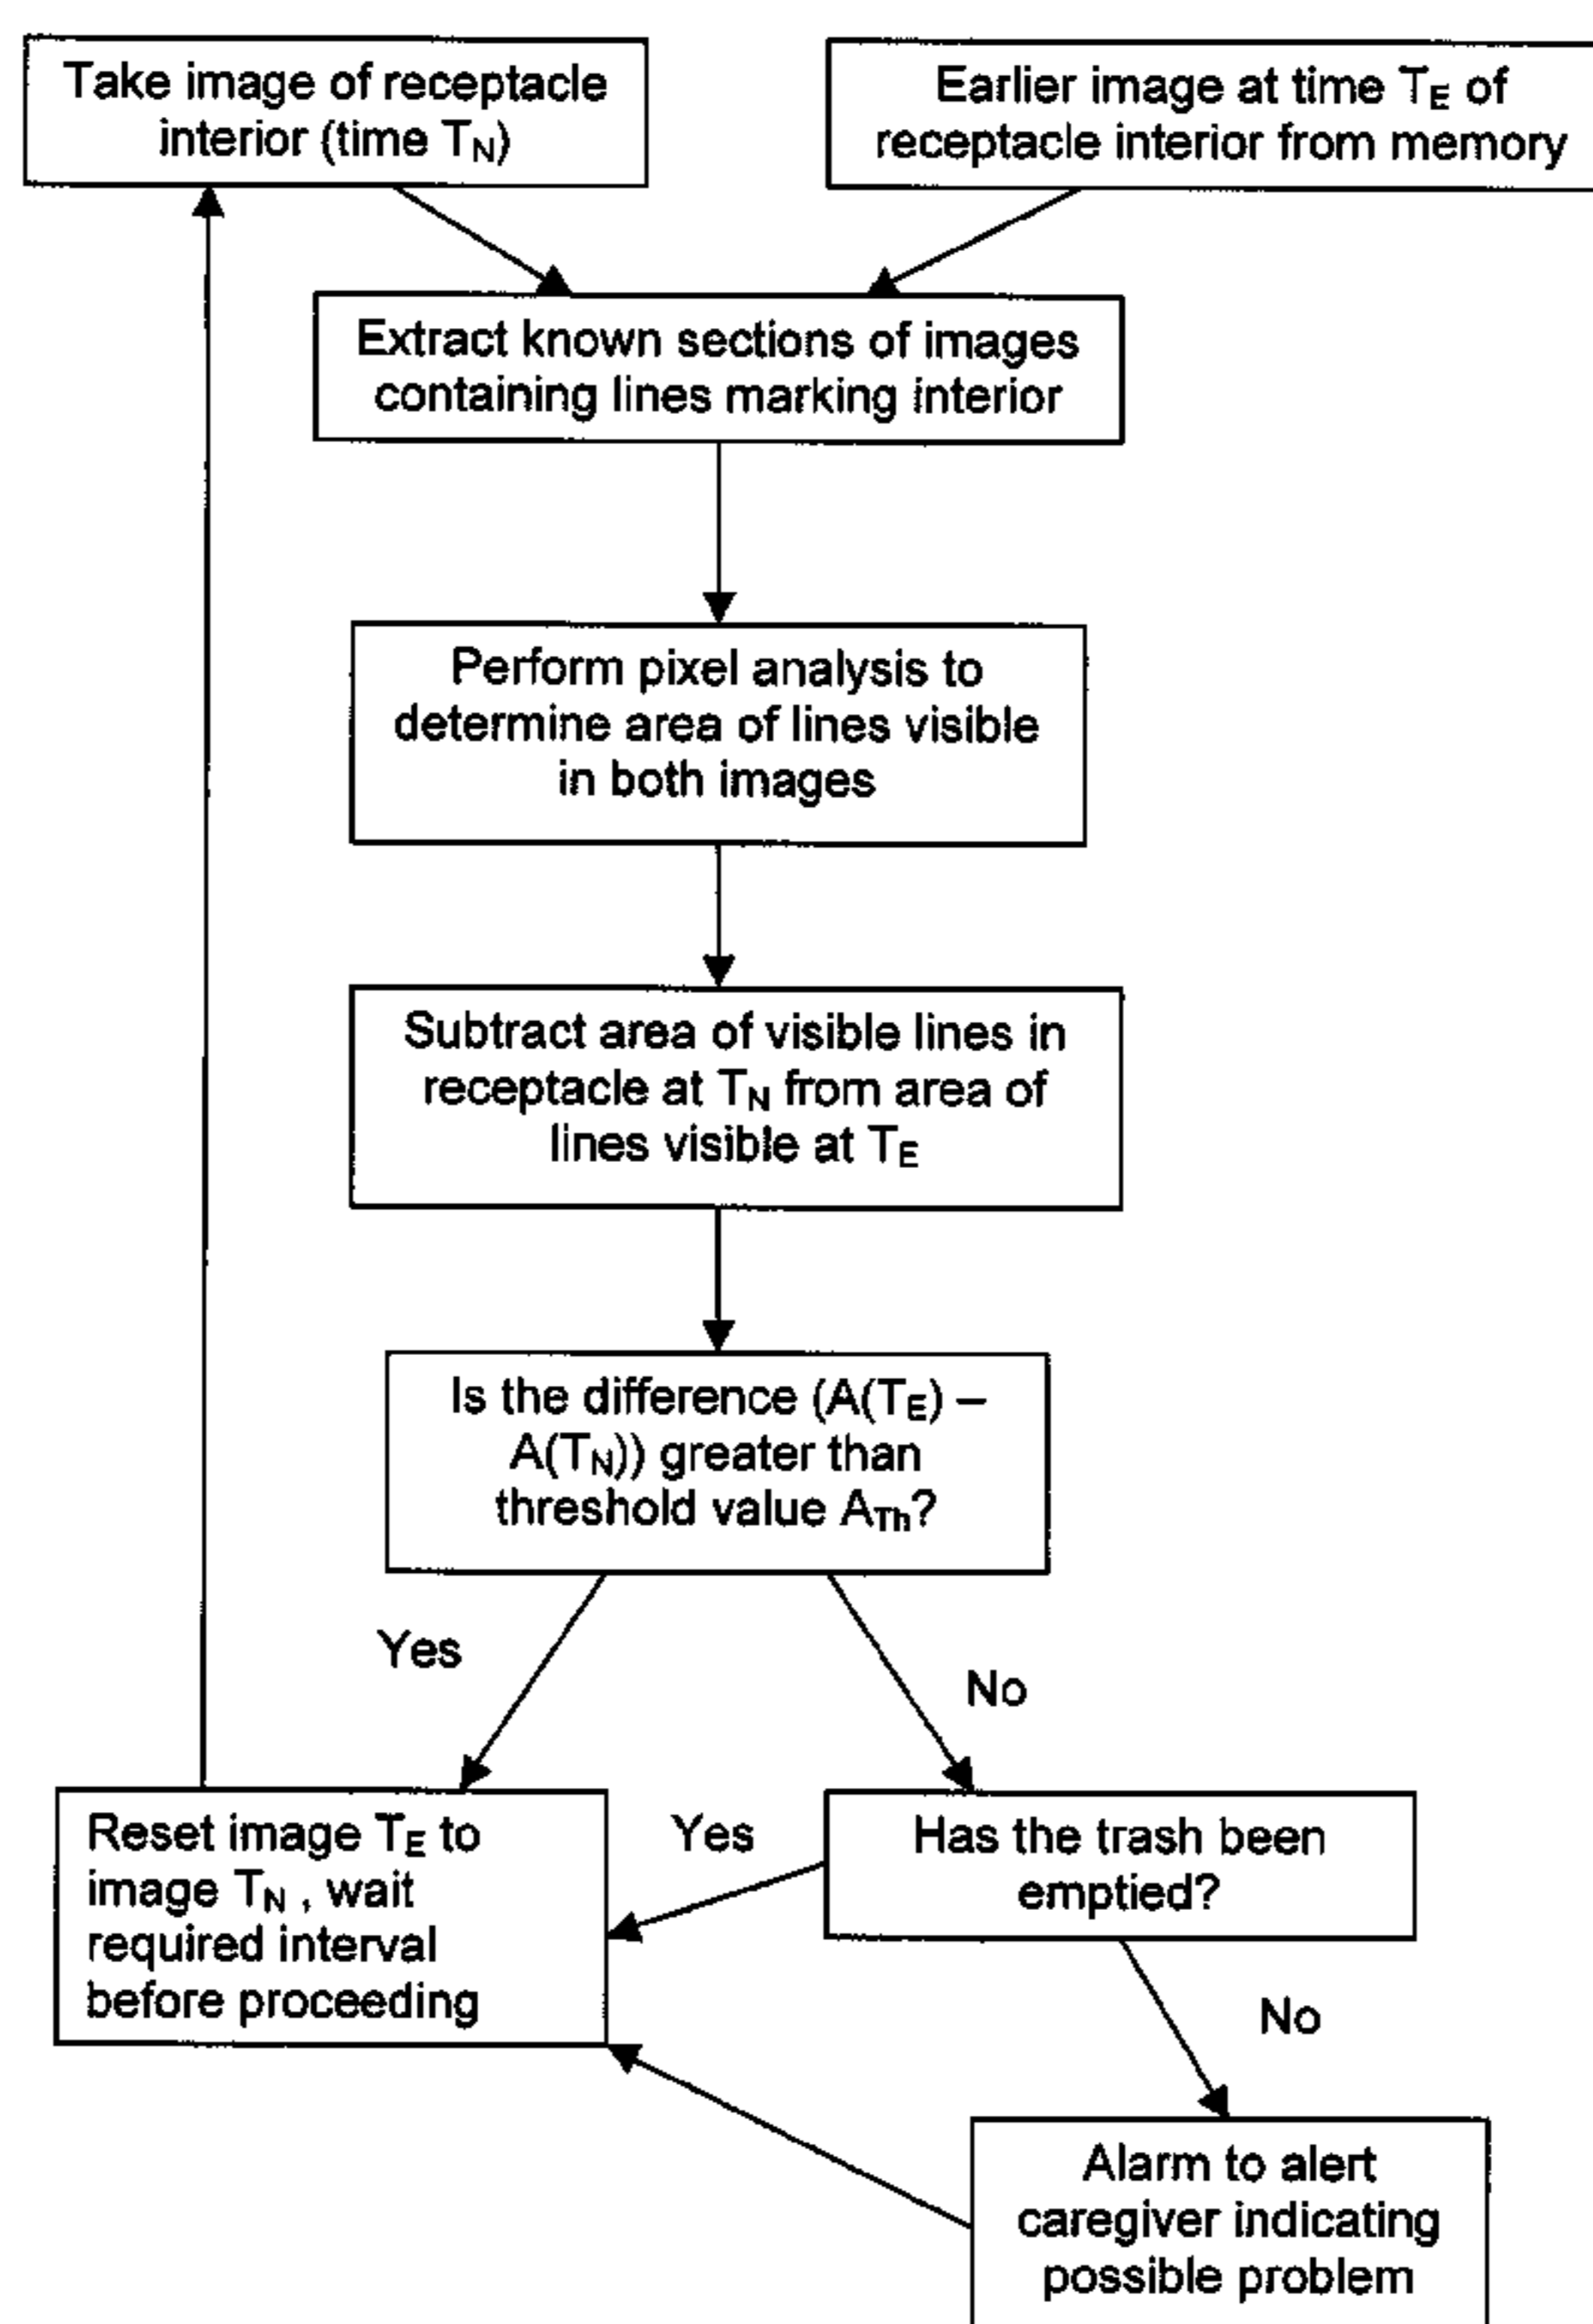 Take image of receptacle
interior (time TN)
Earlier image at time TE of
receptacle interior from memory
Extract known sections of images
containing lines marking interior
Perform pixel analysis to
determine area of lines visible
in both images
Subtract area of visible lines in
receptacle at TN from area of
lines visible at TE
Is the difference (A(TE) –
A(TN)) greater than
threshold value ATh?
Yes
No
Reset image TE to
image TN , wait
required interval
before proceeding
Yes
Has the trash been
emptied?
No
Alarm to alert
caregiver indicating
possible problem